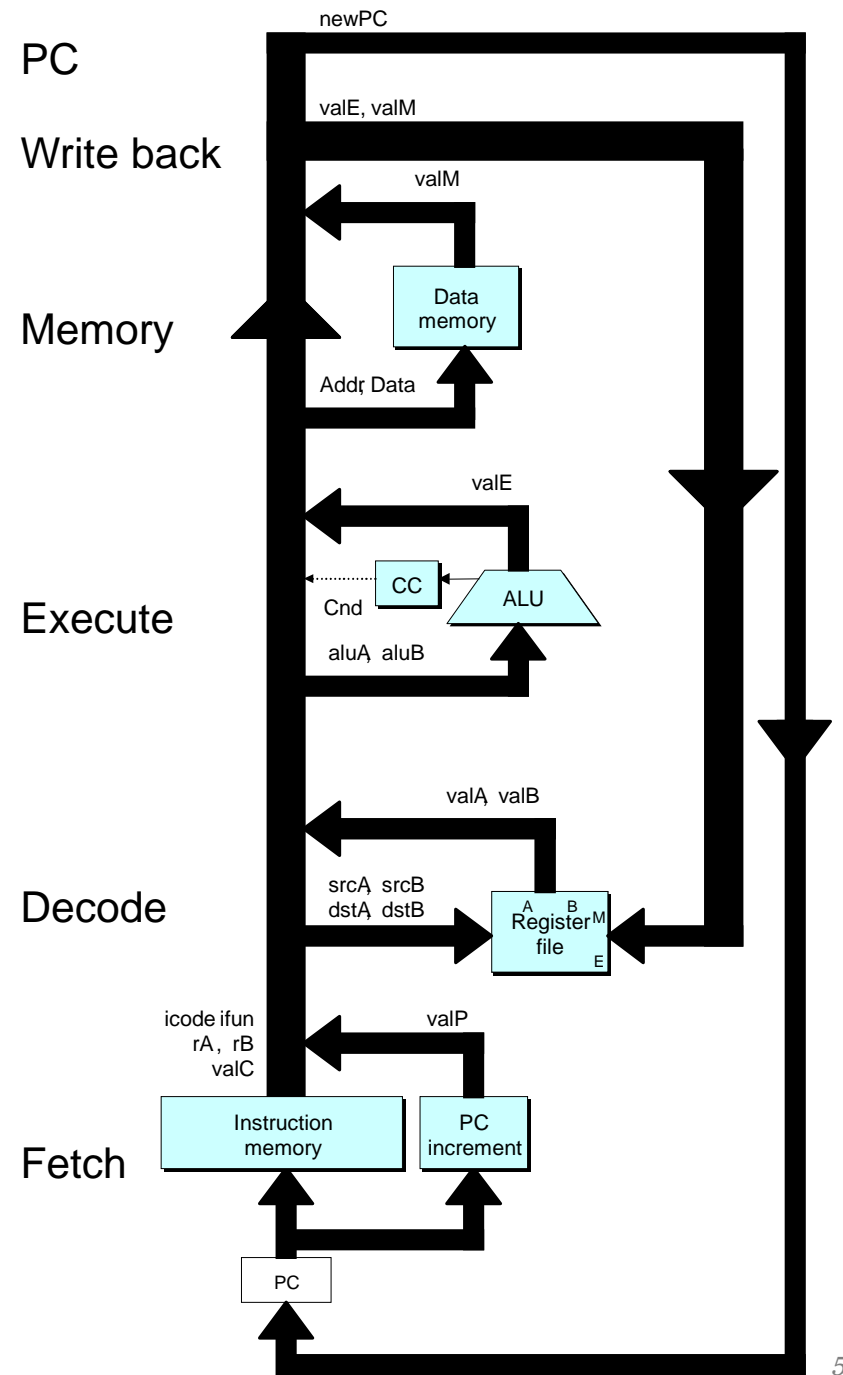 newPC
PC
valE, valM
Write back
valM
Data
memory
Memory
Addr, Data
valE
CC
ALU
Cnd
Execute
aluA, aluB
valA, valB
srcA, srcB
dstA, dstB
Decode
A B
Register M
file
E
icode ifun
rA, rB
valC
valP
Instruction
memory
PC
increment
Fetch
PC
5